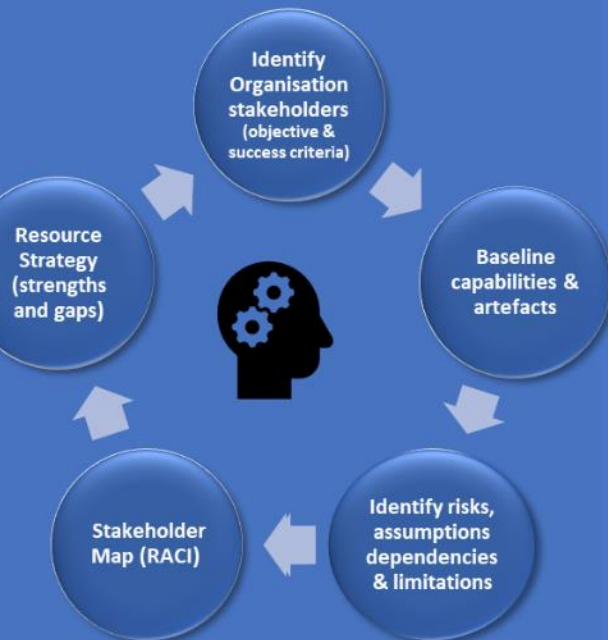 Identify
Organisation
stakeholders
(objective &
success criteria)
Baseline
capabilities &
artefacts
Identify risks,
assumptions
dependencies
& limitations
Stakeholder
Map (RACI)
Resource
Strategy
(strengths
and gaps)